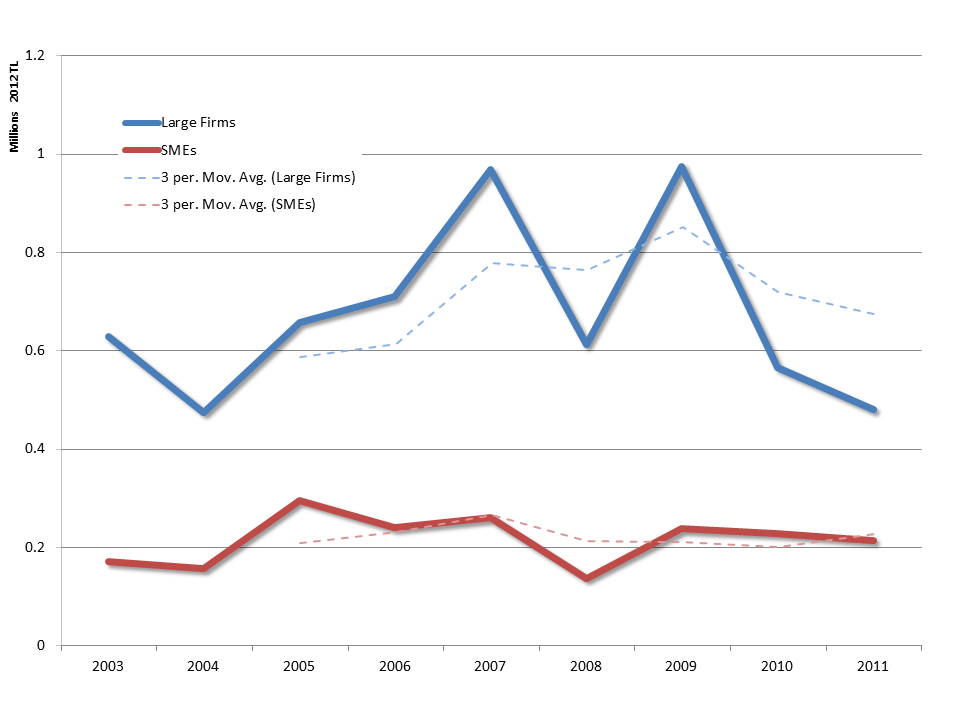 Millions 2012TL
1.2
1
0.8
0.6
0.4
0.2
0
Large Firms
SMEs
3 per. Mov. Avg. (Large Firms)
3 per. Mov. Avg. (SMEs)
2003 2004 2005 2006 2007 2008 2009 2010 2011